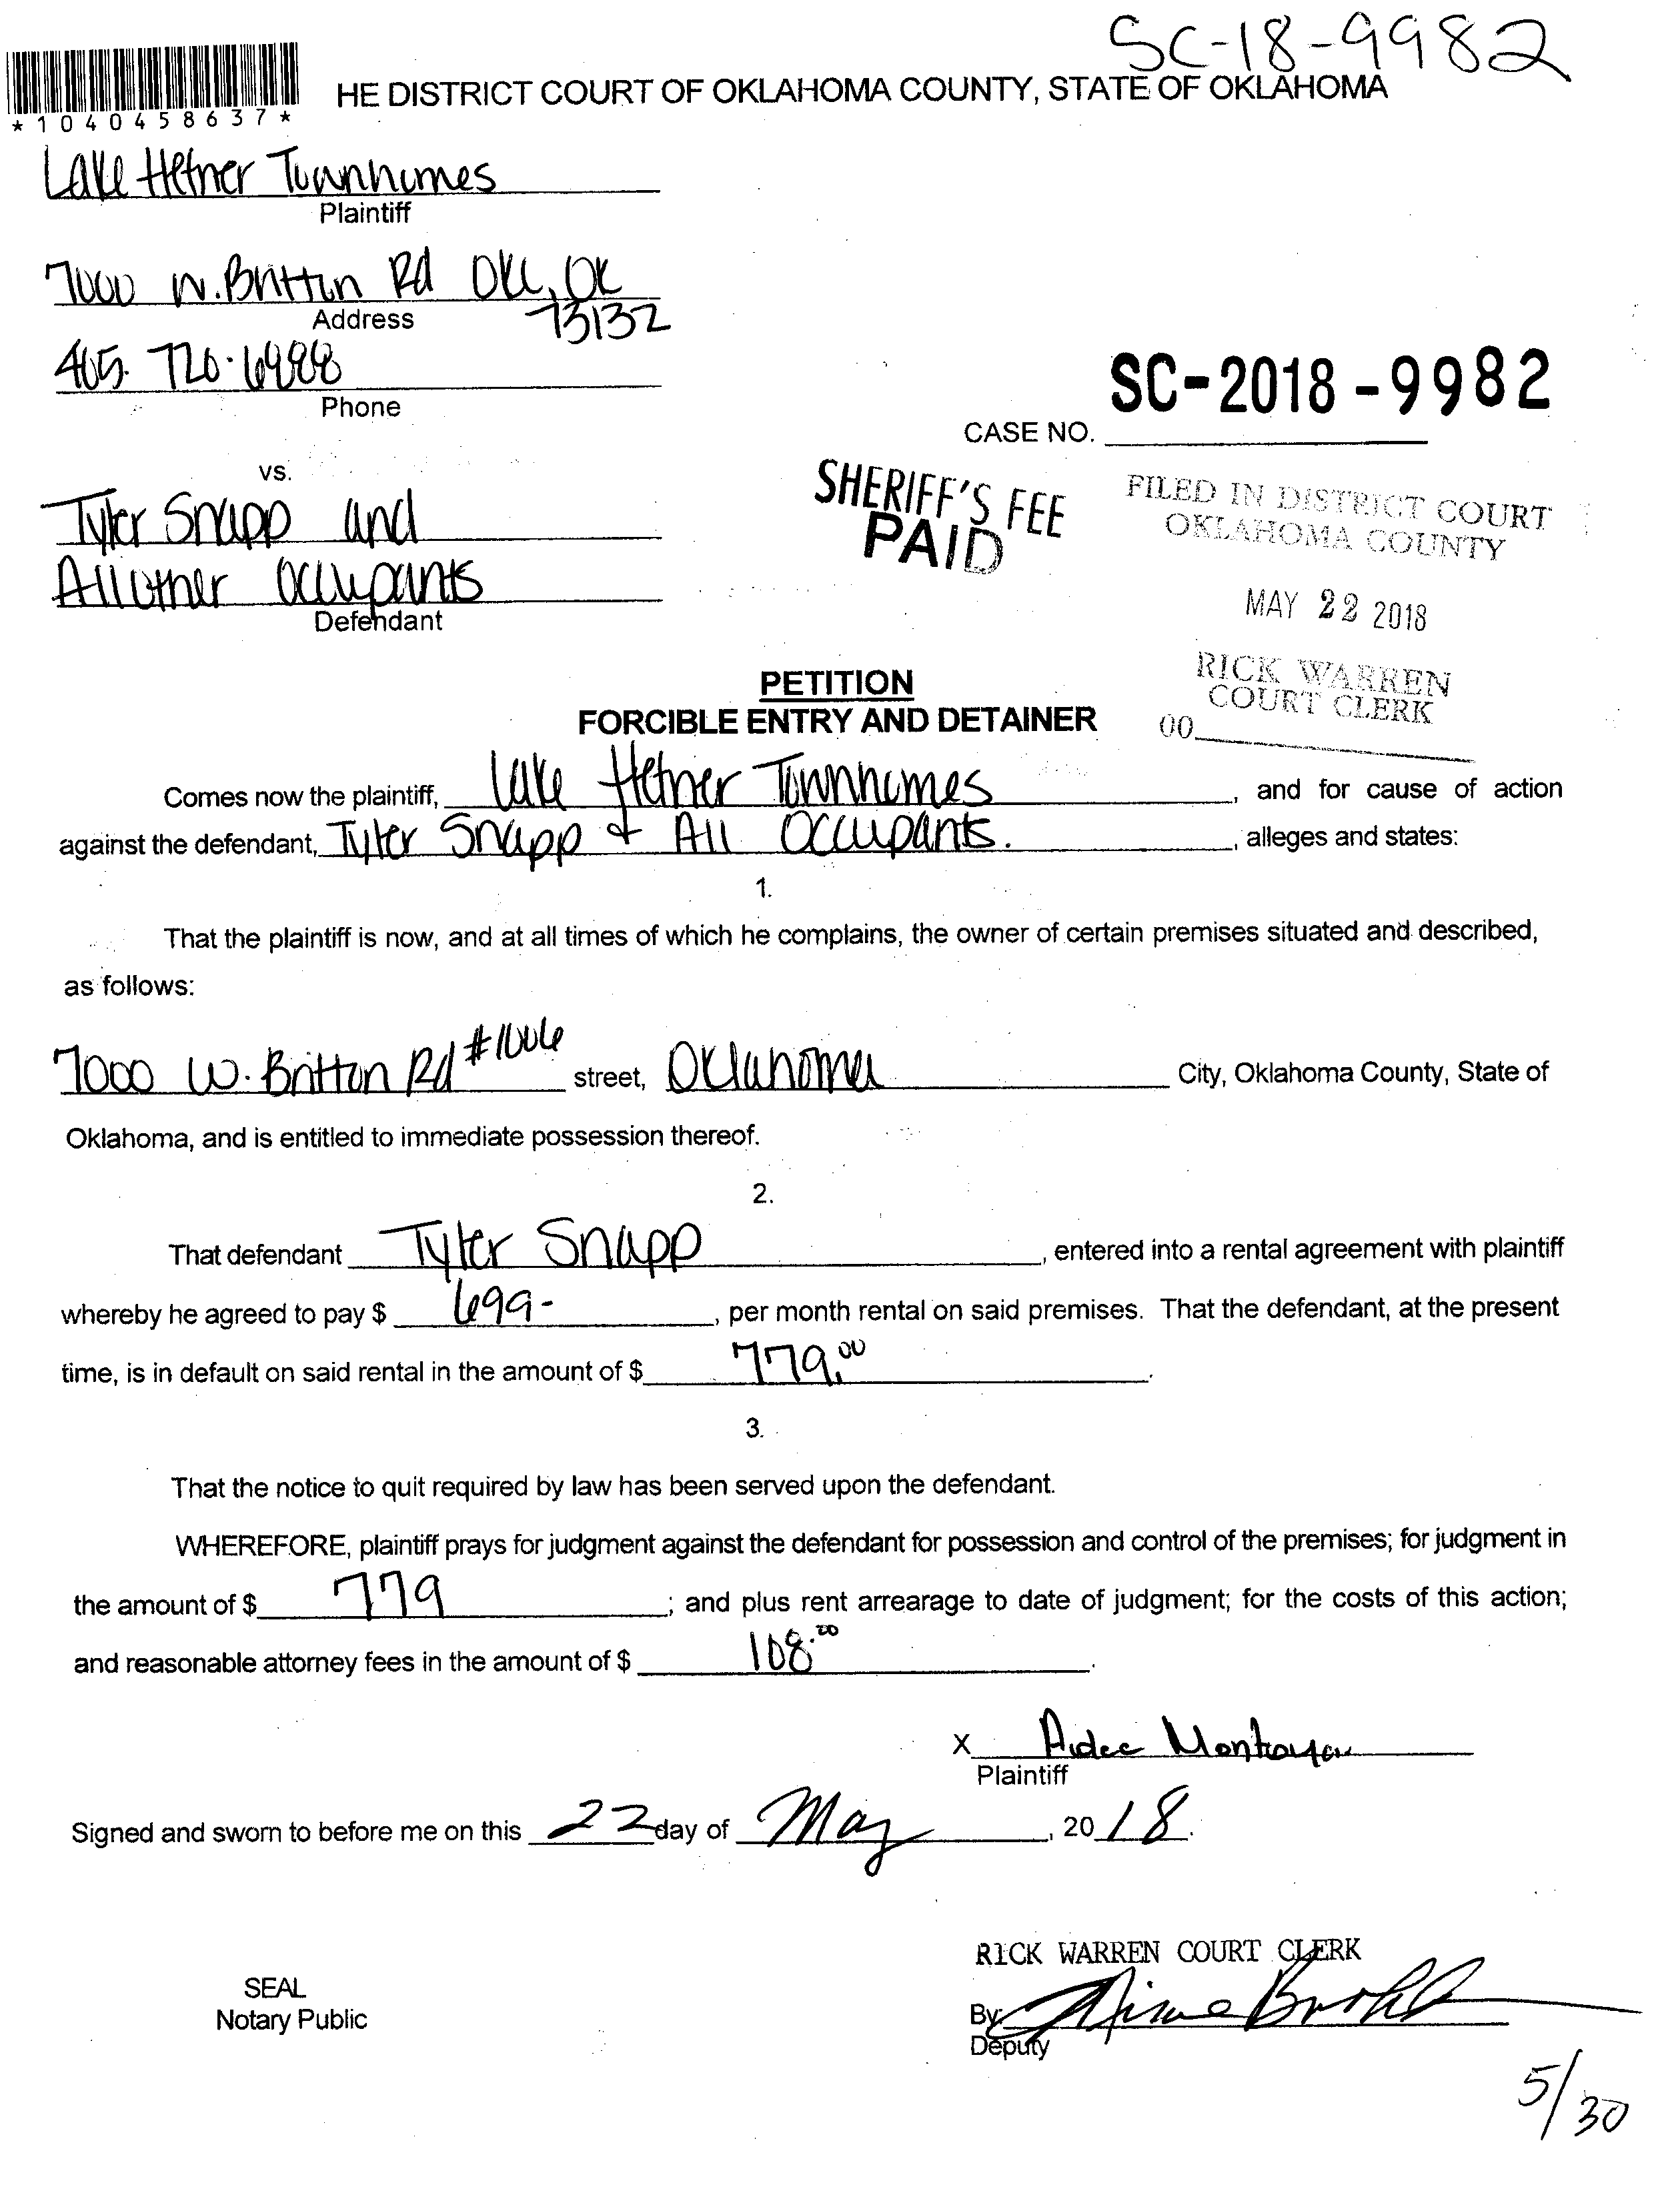 SC-18-9982
*1040458637*
HE DISTRICT COURT OF OKLAHOMA COUNTY, STATE OF OKLAHOMA
Lake Hefner Townhomes
Plaintiff
7000 W. Britton Rd OKC, OK
Address 73132
405. 720.
Phone
SC-2018-9982
CASE NO.
vs.
SHERIFF'S FEE
PAID
FILED IN DISTRICT COURT
OKLAHOMA COUNTY
Tyler Snapp and
All other Occupants
Defendant
MAY 22 2018
RICK WARREN
COURT CLERK
00
PETITION
FORCIBLE ENTRY AND DETAINER
Comes now the plaintiff, Lake Hefner Townhomes, and for cause of action
against the defendant, Tyler Snapp & All Occupants., alleges and states:
1.
That the plaintiff is now, and at all times of which he complains, the owner of certain premises situated and described,
as follows:
7000 W. Britton Rd #1006 street, Oklahoma City, Oklahoma County, State of
Oklahoma, and is entitled to immediate possession thereof.
2.
That defendant Tyler Snapp, entered into a rental agreement with plaintiff
whereby he agreed to pay $ 699-, per month rental on said premises. That the defendant, at the present
time, is in default on said rental in the amount of $ 779.00.
3.
That the notice to quit required by law has been served upon the defendant.
WHEREFORE, plaintiff prays for judgment against the defendant for possession and control of the premises; for judgment in
the amount of $ 779; and plus rent arrearage to date of judgment; for the costs of this action;
and reasonable attorney fees in the amount of $ 108.00.
X Aidee Montoya
Plaintiff
Signed and sworn to before me on this 22 day of May, 2018.
RICK WARREN COURT CLERK
SEAL
Notary Public
By
Deputy
5/30